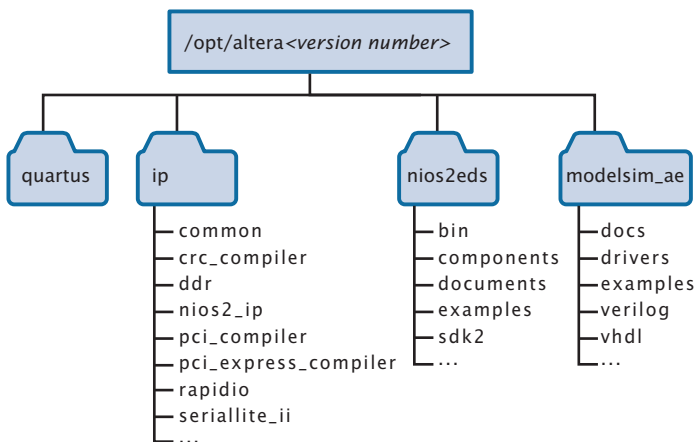 /opt/altera<version number>
quartus
ip
nios2eds
modelsim_ae
common
crc_compiler
ddr
nios2_ip
pci_compiler
pci_express_compiler
rapidio
seriallite_ii
...
bin
components
documents
examples
sdk2
...
docs
drivers
examples
verilog
vhdl
...